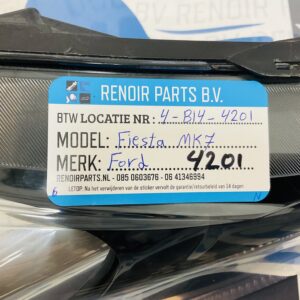 RENOIR PARTS B.V.
BTW LOCATIE NR: 4-B14-4201
MODEL: Fiesta MK7
MERK: Ford 4201
RENOIRPARTS.NL - 085 0603676 - 06 41346994
LET OP: Na het verwijderen van de sticker vervalt de garantie/retourbeleid van 14 dagen